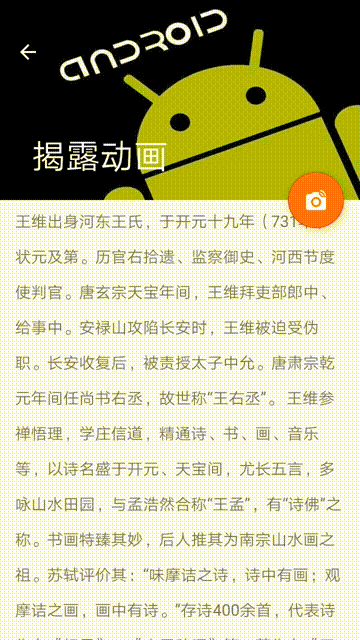 ANDROID
揭露动画
王维出身河东王氏，于开元十九年（731
状元及第。历官右拾遗、监察御史、河西节度
使判官。唐玄宗天宝年间，王维拜吏部郎中、
给事中。安禄山攻陷长安时，王维被迫受伪
职。长安收复后，被责授太子中允。唐肃宗乾
元年间任尚书右丞，故世称“王右丞”。 王维参
禅悟理，学庄信道，精通诗、书、画、音乐
等，以诗名盛于开元、天宝间，尤长五言，多
咏山水田园，与孟浩然合称“王孟”，有“诗佛”之
称。书画特臻其妙，后人推其为南宗山水画之
祖。苏轼评价其：“味摩诘之诗，诗中有画；观
摩诘之画，画中有诗。”存诗400余首，代表诗